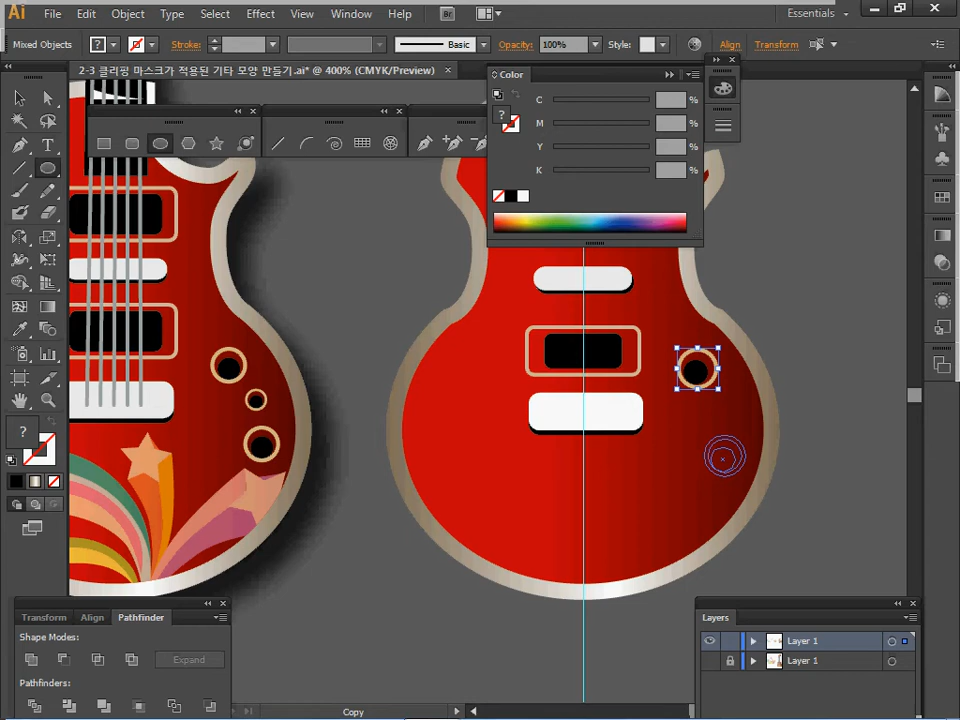 Ai File Edit Object Type Select Effect View Window Help Br Essentials
Mixed Objects ? Stroke: Basic Opacity: 100% Style: Align Transform
2-3 클리핑 마스크가 적용된 기타 모양 만들기.ai* @ 400% (CMYK/Preview)
Color
C %
? M %
Y %
K %
T
?
Transform Align Pathfinder
Shape Modes:
Expand
Pathfinders:
Layers
Layer 1
Layer 1
Copy